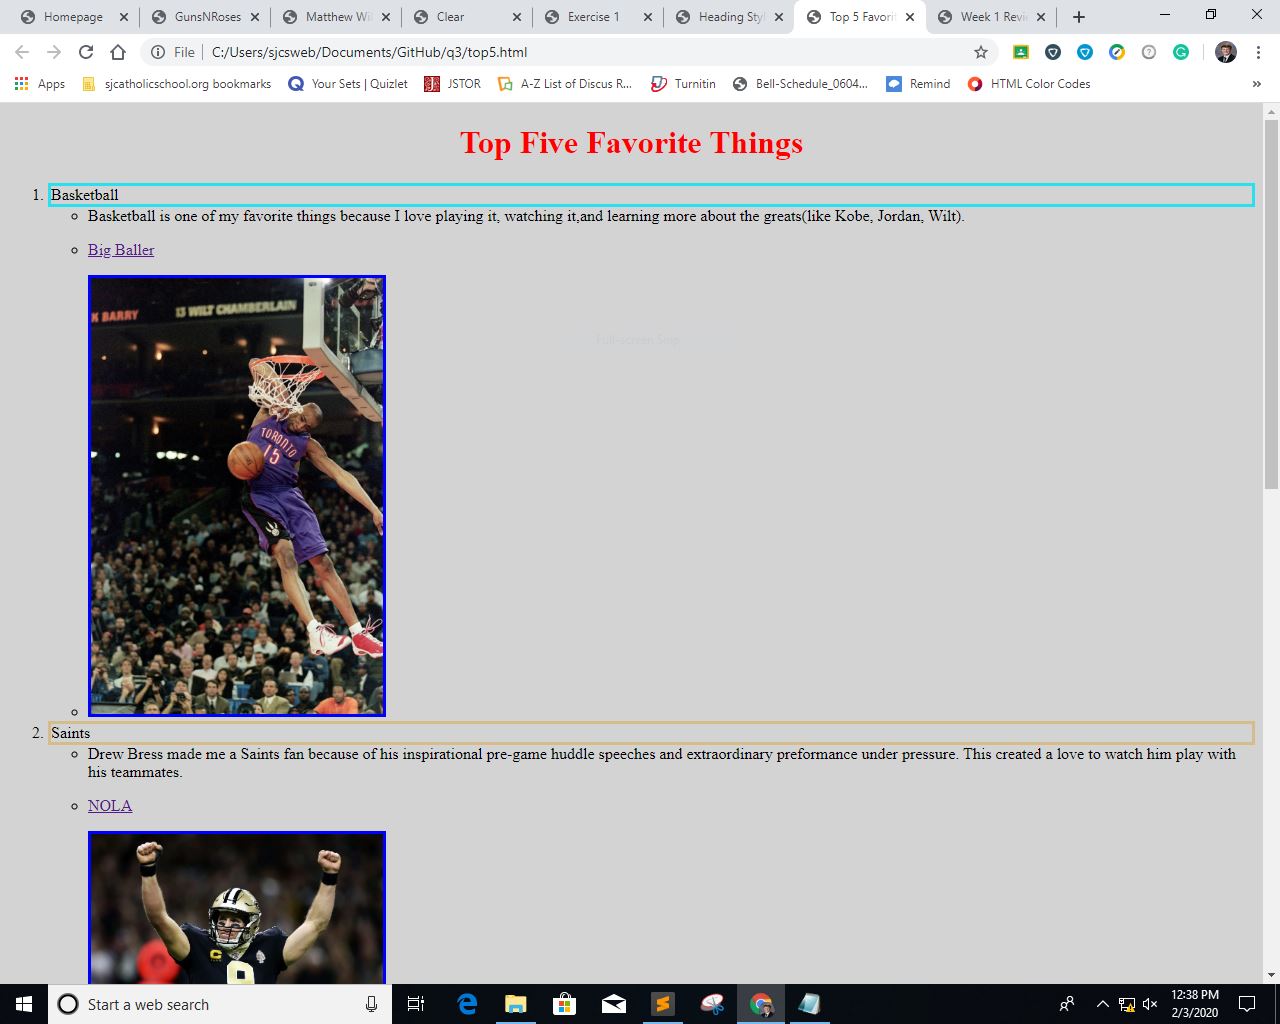 Homepage
GunsNRoses
Matthew Wi
Clear
Exercise 1
Heading Sty
Top 5 Favorit
Week 1 Revi
File
C:/Users/sjcsweb/Documents/GitHub/q3/top5.html
Apps
sjcatholicschool.org bookmarks
Your Sets | Quizlet
JSTOR
A-Z List of Discus R...
Turnitin
Bell-Schedule_0604...
Remind
HTML Color Codes
»
Top Five Favorite Things
1. Basketball
Basketball is one of my favorite things because I love playing it, watching it,and learning more about the greats(like Kobe, Jordan, Wilt).
Big Baller
K BARRY
13 WILT CHAMBERLAIN
Full-screen Snip
TORONTO
15
2. Saints
Drew Bress made me a Saints fan because of his inspirational pre-game huddle speeches and extraordinary preformance under pressure. This created a love to watch him play with
his teammates.
NOLA
C
9
Start a web search
12:38 PM
2/3/2020